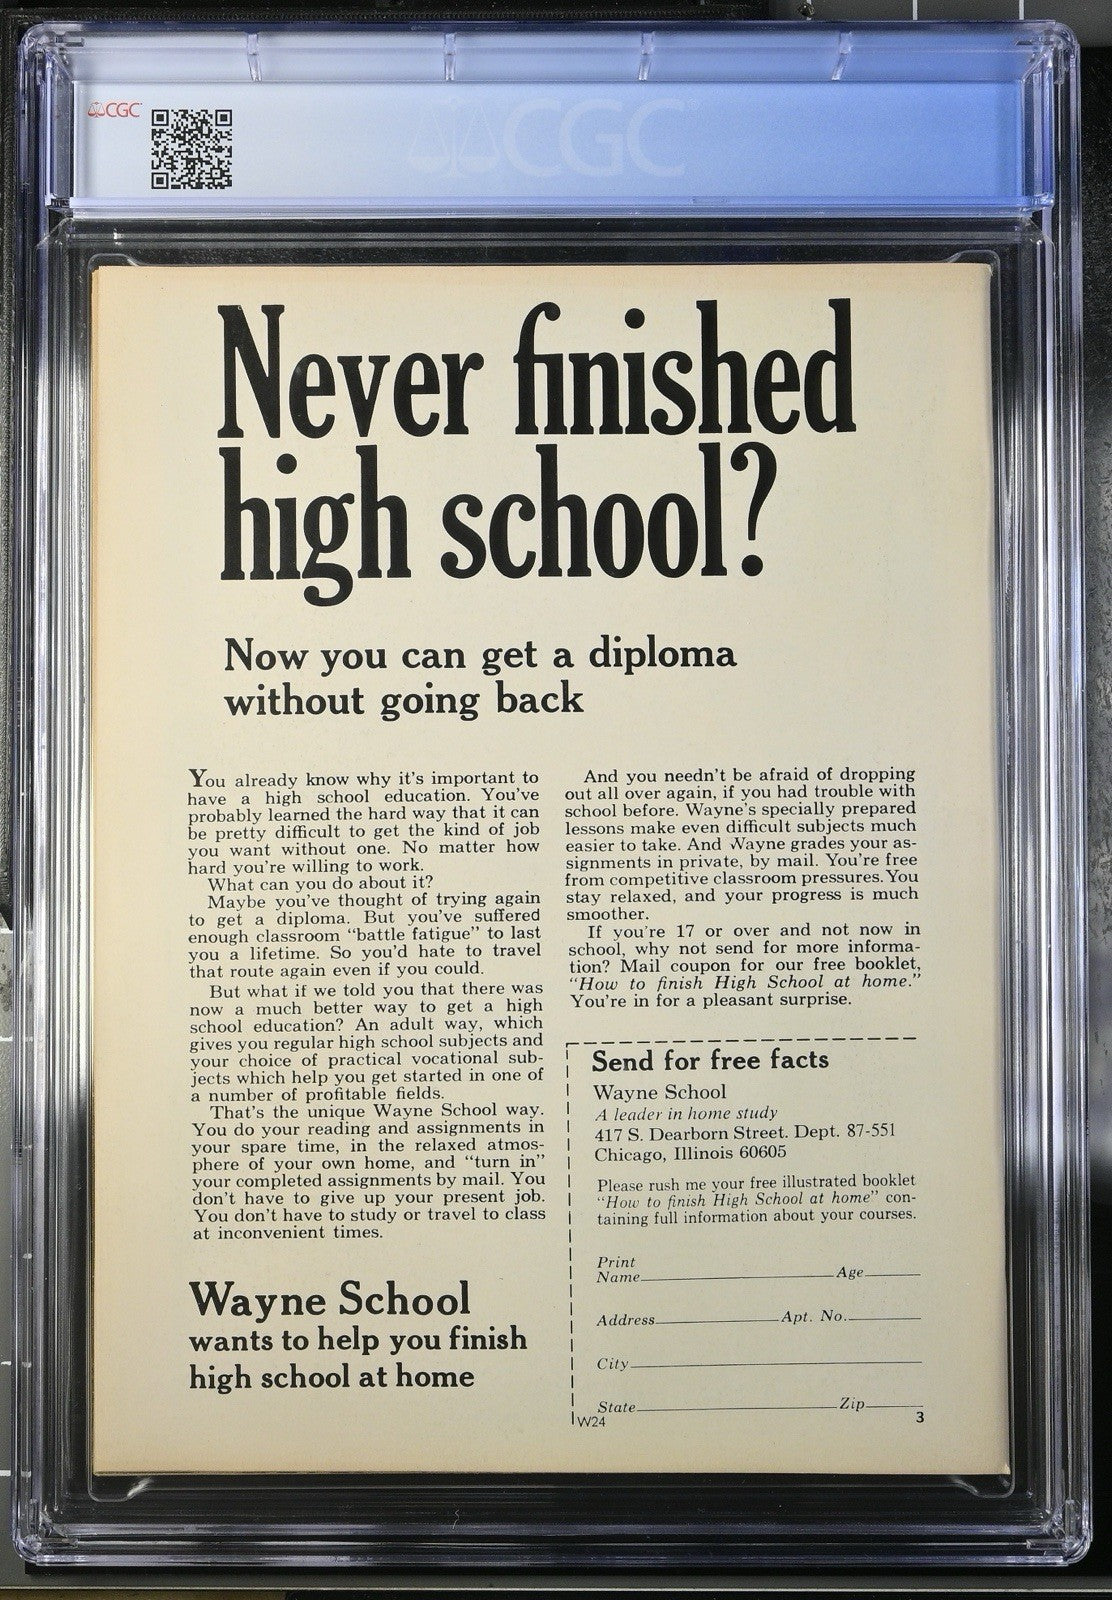 CGC
CGC
Never finished
high school?
Now you can get a diploma
without going back
You already know why it's important to
have a high school education. You've
probably learned the hard way that it can
be pretty difficult to get the kind of job
you want without one. No matter how
hard you're willing to work.
What can you do about it?
Maybe you've thought of trying again
to get a diploma. But you've suffered
enough classroom "battle fatigue" to last
you a lifetime. So you'd hate to travel
that route again even if you could.
But what if we told you that there was
now a much better way to get a high
school education? An adult way, which
gives you regular high school subjects and
your choice of practical vocational sub-
jects which help you get started in one of
a number of profitable fields.
That's the unique Wayne School way.
You do your reading and assignments in
your spare time, in the relaxed atmos-
phere of your own home, and "turn in"
your completed assignments by mail. You
don't have to give up your present job.
You don't have to study or travel to class
at inconvenient times.
Wayne School
wants to help you finish
high school at home
And you needn't be afraid of dropping
out all over again, if you had trouble with
school before. Wayne's specially prepared
lessons make even difficult subjects much
easier to take. And Wayne grades your as-
signments in private, by mail. You're free
from competitive classroom pressures. You
stay relaxed, and your progress is much
smoother.
If you're 17 or over and not now in
school, why not send for more informa-
tion? Mail coupon for our free booklet,
"How to finish High School at home."
You're in for a pleasant surprise.
Send for free facts
Wayne School
A leader in home study
417 S. Dearborn Street. Dept. 87-551
Chicago, Illinois 60605
Please rush me your free illustrated booklet
"How to finish High School at home" con-
taining full information about your courses.
Print
Name Age
Address Apt. No.
City
State Zip
W24 3